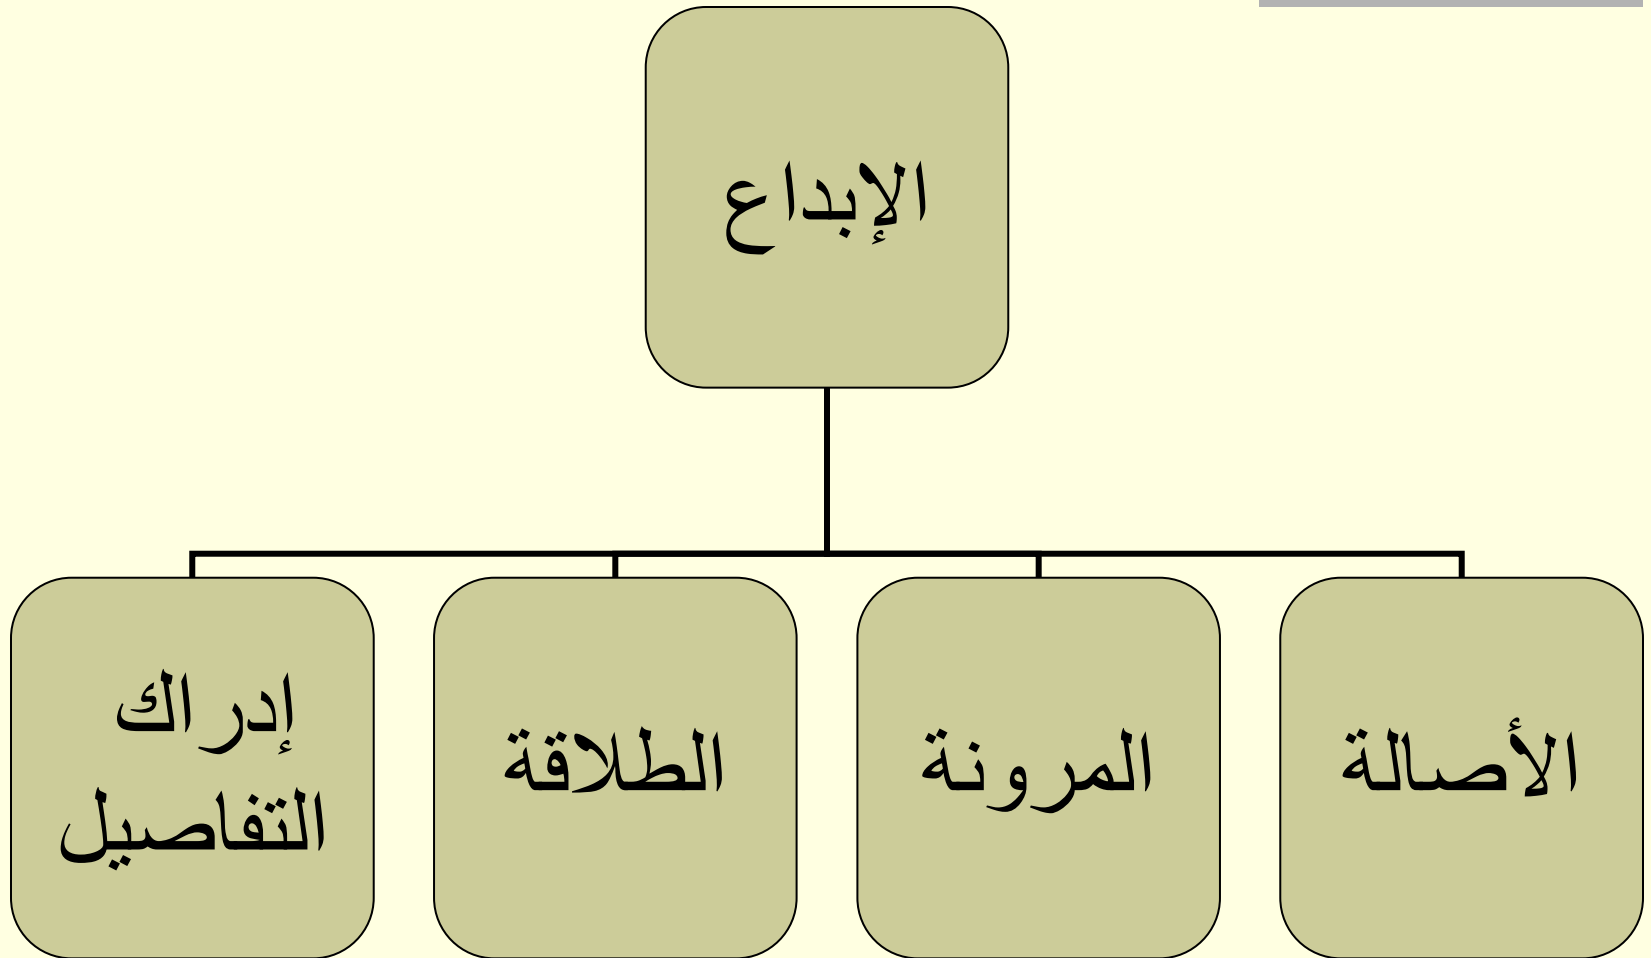 الإبداع
الأصالة
المرونة
الطلاقة
إدراك
التفاصيل